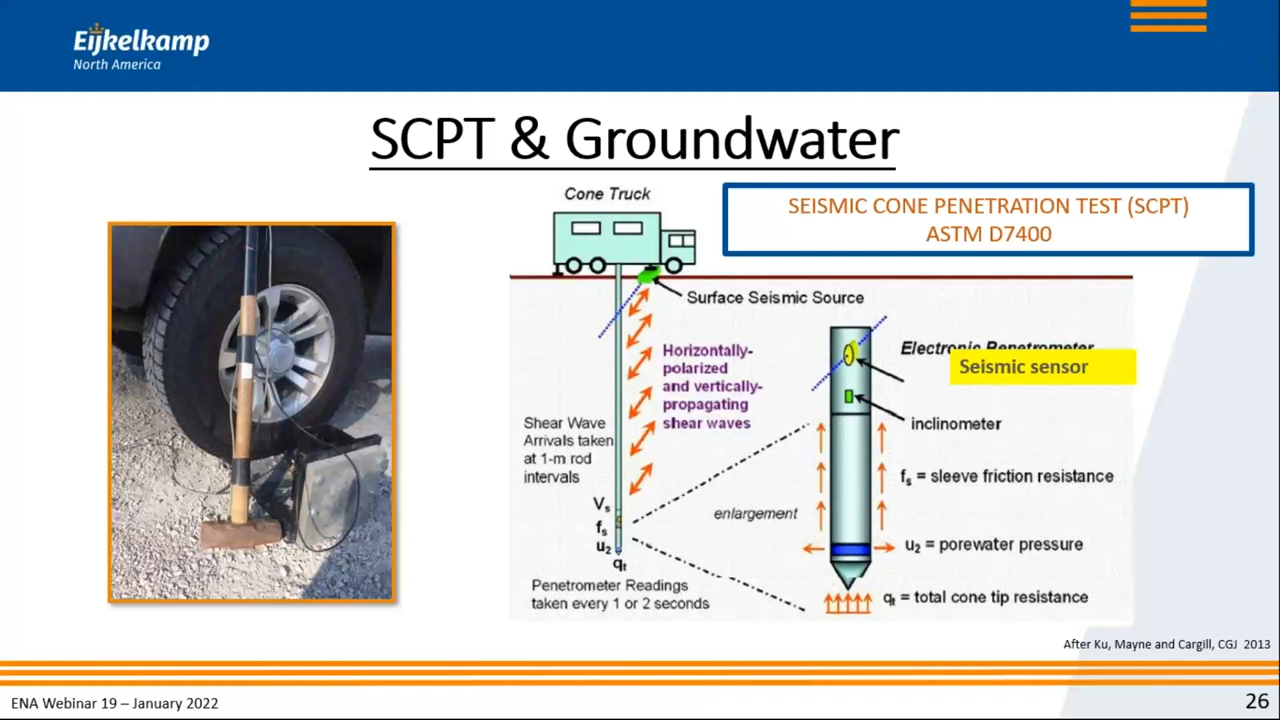 Eijkelkamp
North America
SCPT & Groundwater
Cone Truck
SEISMIC CONE PENETRATION TEST (SCPT)
ASTM D7400
Surface Seismic Source
Horizontally-
polarized
and vertically-
propagating
shear waves
Shear Wave
Arrivals taken
at 1-m rod
intervals
Vs
fs
u2
qt
Penetrometer Readings
taken every 1 or 2 seconds
enlargement
Electronic Penetrometer
Seismic sensor
inclinometer
fs = sleeve friction resistance
u2 = porewater pressure
qt = total cone tip resistance
After Ku, Mayne and Cargill, CGJ 2013
ENA Webinar 19 – January 2022
26